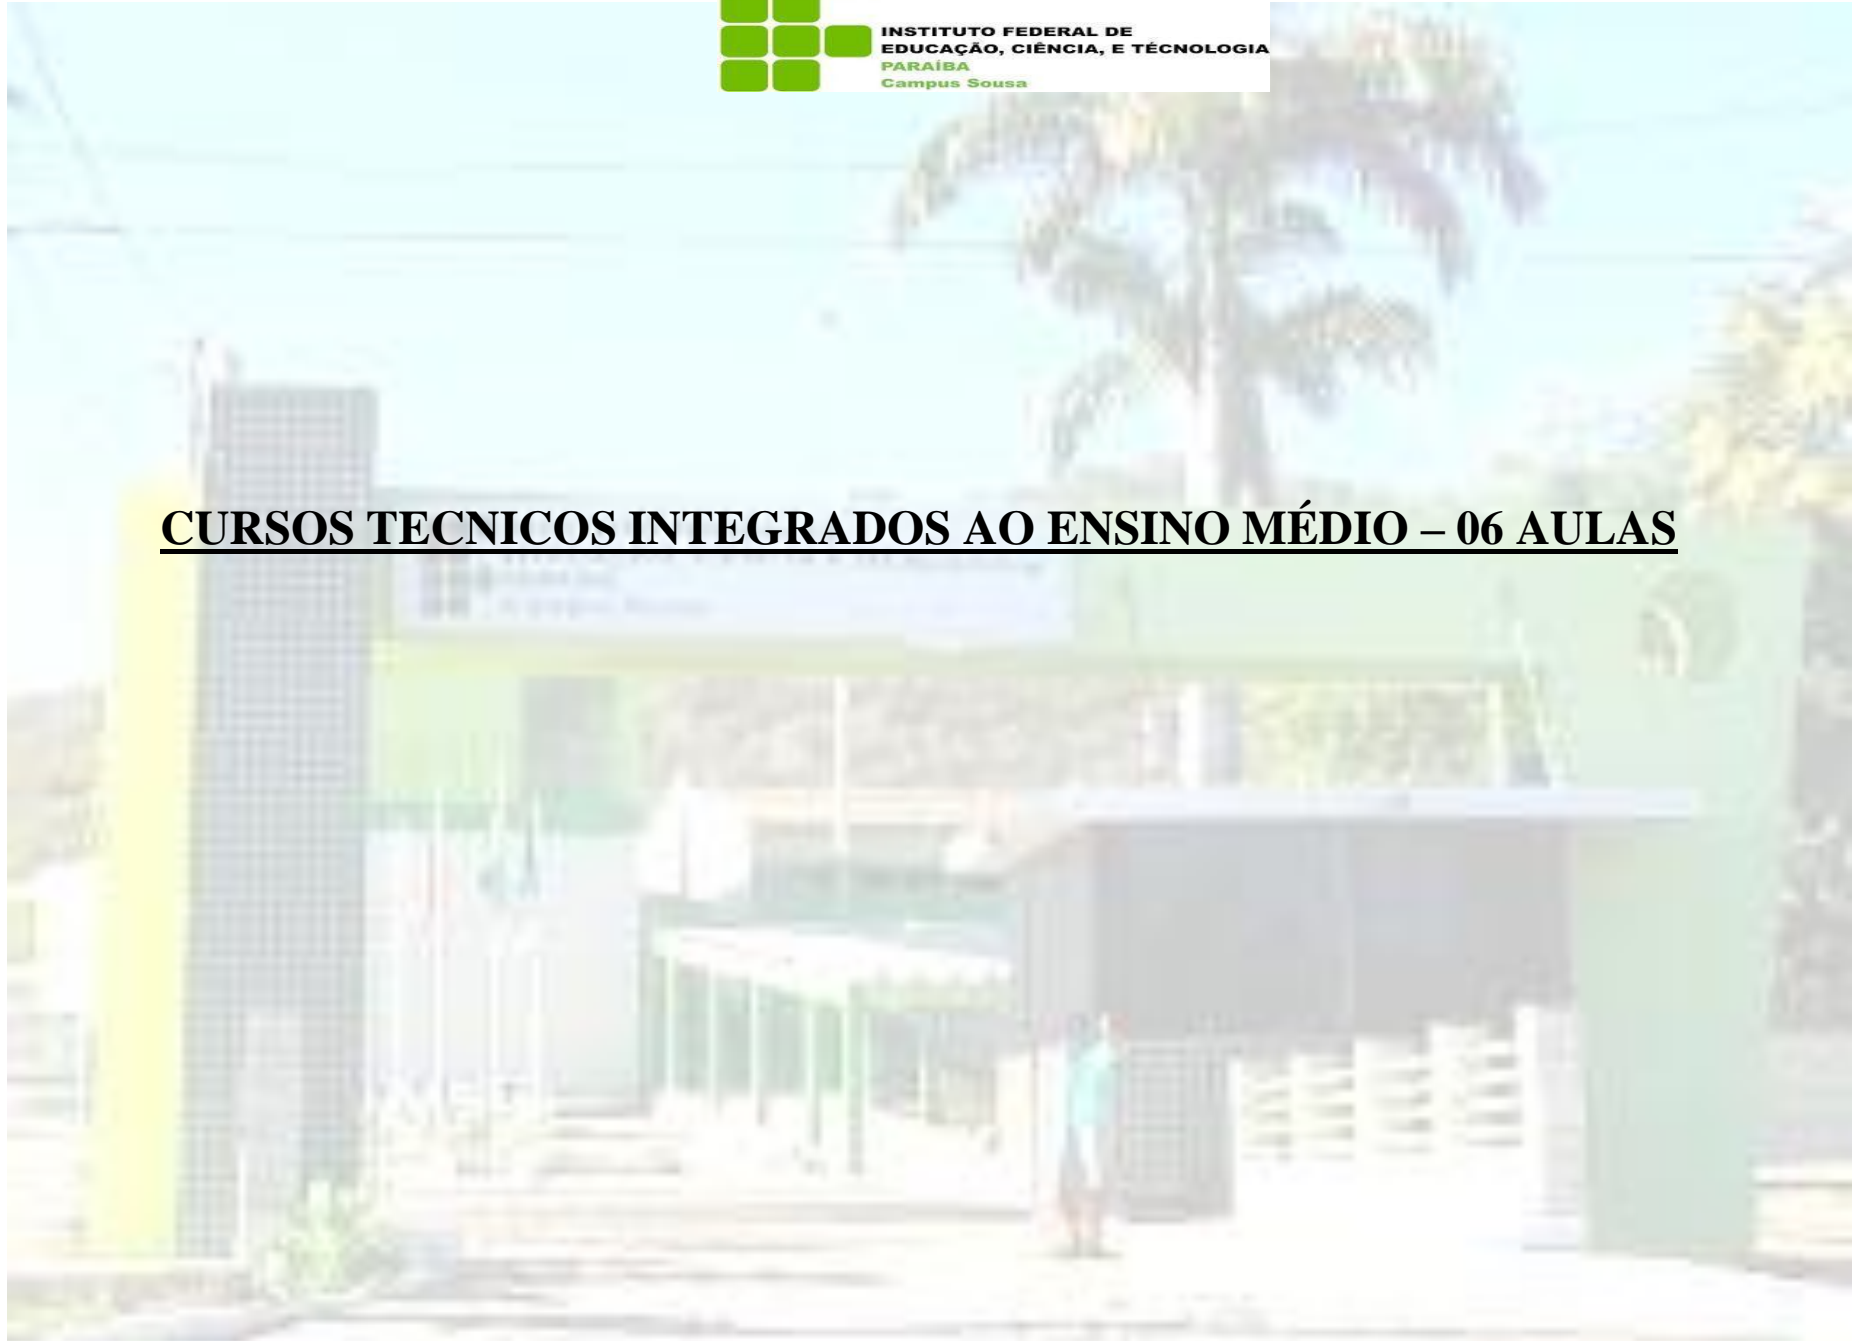 INSTITUTO FEDERAL DE
EDUCAÇÃO, CIÊNCIA, E TÉCNOLOGIA
PARAÍBA
Campus Sousa
CURSOS TECNICOS INTEGRADOS AO ENSINO MÉDIO – 06 AULAS